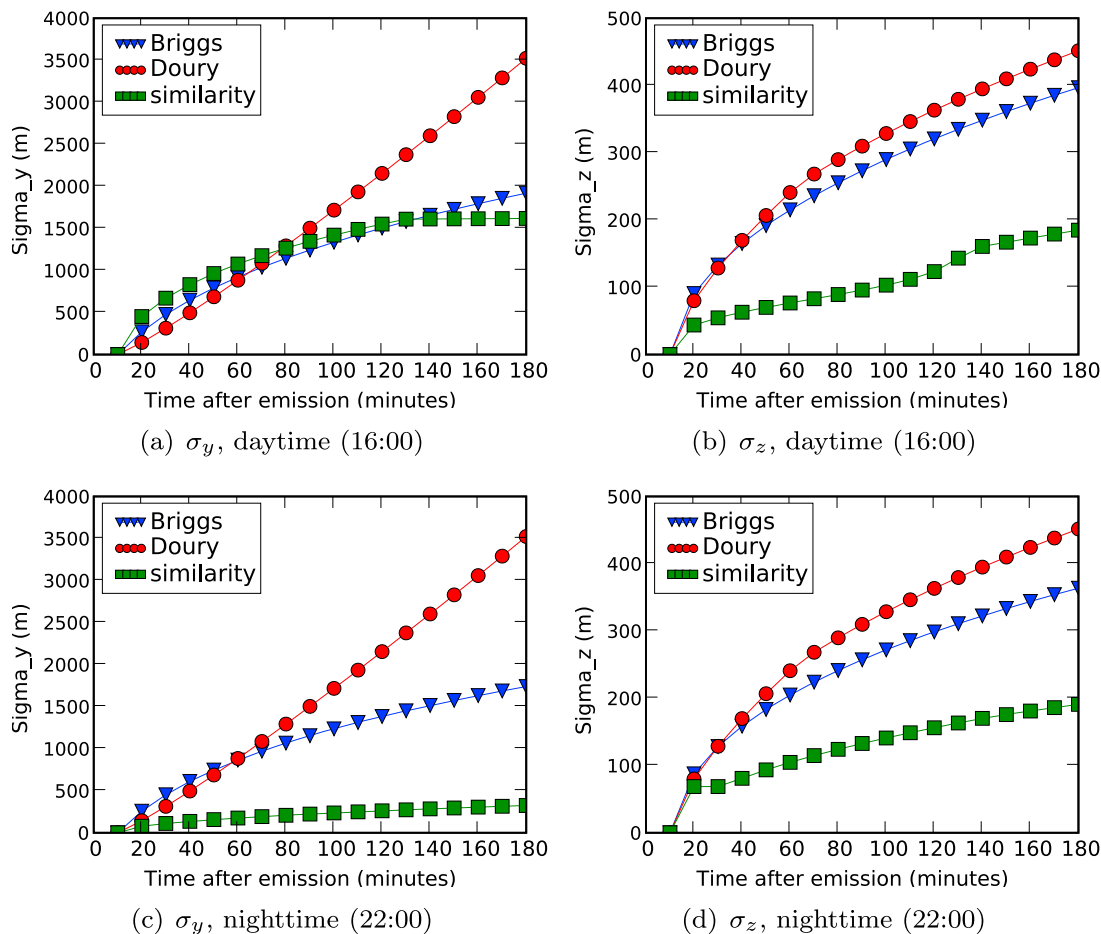 4000
3500
3000
2500
2000
1500
1000
500
0
Sigma_y (m)
Briggs
Doury
similarity
0 20 40 60 80 100 120 140 160 180
Time after emission (minutes)
(a) σy, daytime (16:00)
500
400
300
200
100
0
Sigma_z (m)
Briggs
Doury
similarity
0 20 40 60 80 100 120 140 160 180
Time after emission (minutes)
(b) σz, daytime (16:00)
4000
3500
3000
2500
2000
1500
1000
500
0
Sigma_y (m)
Briggs
Doury
similarity
0 20 40 60 80 100 120 140 160 180
Time after emission (minutes)
(c) σy, nighttime (22:00)
500
400
300
200
100
0
Sigma_z (m)
Briggs
Doury
similarity
0 20 40 60 80 100 120 140 160 180
Time after emission (minutes)
(d) σz, nighttime (22:00)